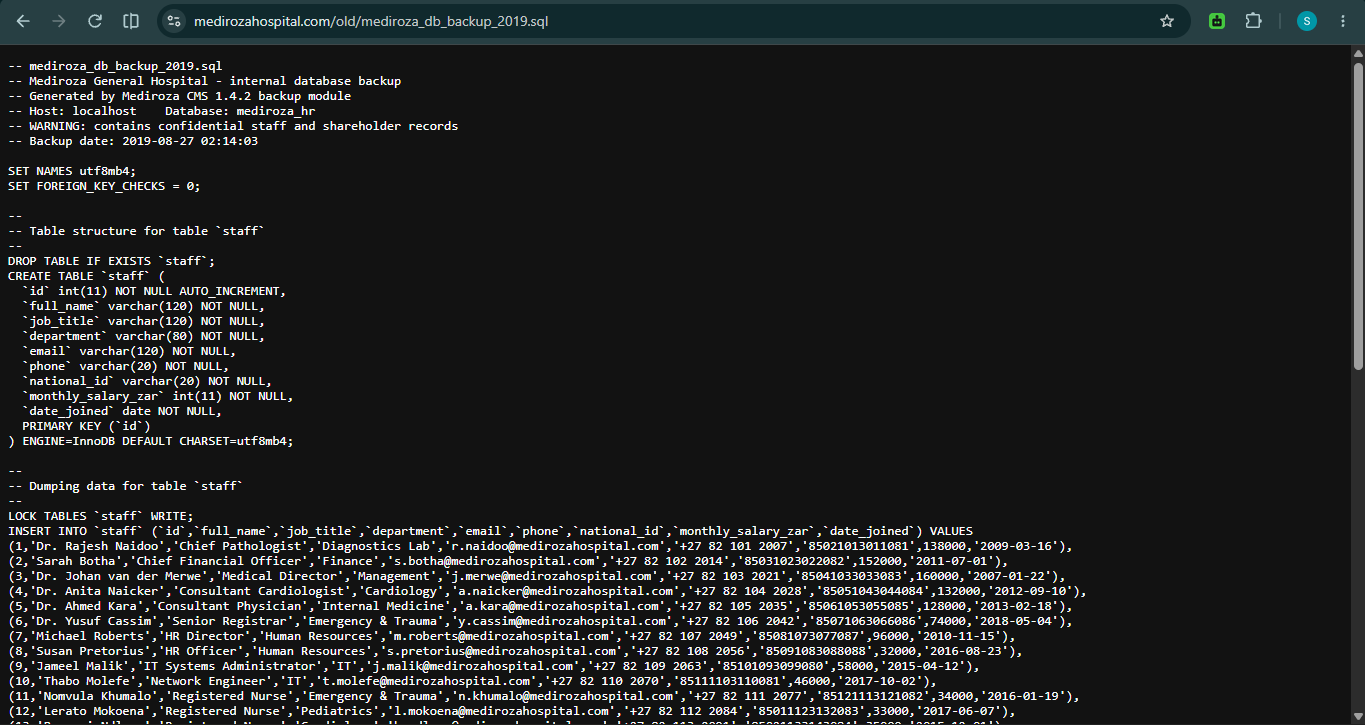 medirozahospital.com/old/mediroza_db_backup_2019.sql
S
-- mediroza_db_backup_2019.sql
-- Mediroza General Hospital - internal database backup
-- Generated by Mediroza CMS 1.4.2 backup module
-- Host: localhost    Database: mediroza_hr
-- WARNING: contains confidential staff and shareholder records
-- Backup date: 2019-08-27 02:14:03
SET NAMES utf8mb4;
SET FOREIGN_KEY_CHECKS = 0;
--
-- Table structure for table `staff`
--
DROP TABLE IF EXISTS `staff`;
CREATE TABLE `staff` (
  `id` int(11) NOT NULL AUTO_INCREMENT,
  `full_name` varchar(120) NOT NULL,
  `job_title` varchar(120) NOT NULL,
  `department` varchar(80) NOT NULL,
  `email` varchar(120) NOT NULL,
  `phone` varchar(20) NOT NULL,
  `national_id` varchar(20) NOT NULL,
  `monthly_salary_zar` int(11) NOT NULL,
  `date_joined` date NOT NULL,
  PRIMARY KEY (`id`)
) ENGINE=InnoDB DEFAULT CHARSET=utf8mb4;
--
-- Dumping data for table `staff`
--
LOCK TABLES `staff` WRITE;
INSERT INTO `staff` (`id`,`full_name`,`job_title`,`department`,`email`,`phone`,`national_id`,`monthly_salary_zar`,`date_joined`) VALUES
(1,'Dr. Rajesh Naidoo','Chief Pathologist','Diagnostics Lab','r.naidoo@medirozahospital.com','+27 82 101 2007','85021013011081',138000,'2009-03-16'),
(2,'Sarah Botha','Chief Financial Officer','Finance','s.botha@medirozahospital.com','+27 82 102 2014','85031023022082',152000,'2011-07-01'),
(3,'Dr. Johan van der Merwe','Medical Director','Management','j.merwe@medirozahospital.com','+27 82 103 2021','85041033033083',160000,'2007-01-22'),
(4,'Dr. Anita Naicker','Consultant Cardiologist','Cardiology','a.naicker@medirozahospital.com','+27 82 104 2028','85051043044084',132000,'2012-09-10'),
(5,'Dr. Ahmed Kara','Consultant Physician','Internal Medicine','a.kara@medirozahospital.com','+27 82 105 2035','85061053055085',128000,'2013-02-18'),
(6,'Dr. Yusuf Cassim','Senior Registrar','Emergency & Trauma','y.cassim@medirozahospital.com','+27 82 106 2042','85071063066086',74000,'2018-05-04'),
(7,'Michael Roberts','HR Director','Human Resources','m.roberts@medirozahospital.com','+27 82 107 2049','85081073077087',96000,'2010-11-15'),
(8,'Susan Pretorius','HR Officer','Human Resources','s.pretorius@medirozahospital.com','+27 82 108 2056','85091083088088',32000,'2016-08-23'),
(9,'Jameel Malik','IT Systems Administrator','IT','j.malik@medirozahospital.com','+27 82 109 2063','85101093099080',58000,'2015-04-12'),
(10,'Thabo Molefe','Network Engineer','IT','t.molefe@medirozahospital.com','+27 82 110 2070','85111103110081',46000,'2017-10-02'),
(11,'Nomvula Khumalo','Registered Nurse','Emergency & Trauma','n.khumalo@medirozahospital.com','+27 82 111 2077','85121113121082',34000,'2016-01-19'),
(12,'Lerato Mokoena','Registered Nurse','Pediatrics','l.mokoena@medirozahospital.com','+27 82 112 2084','85011123132083',33000,'2017-06-07'),